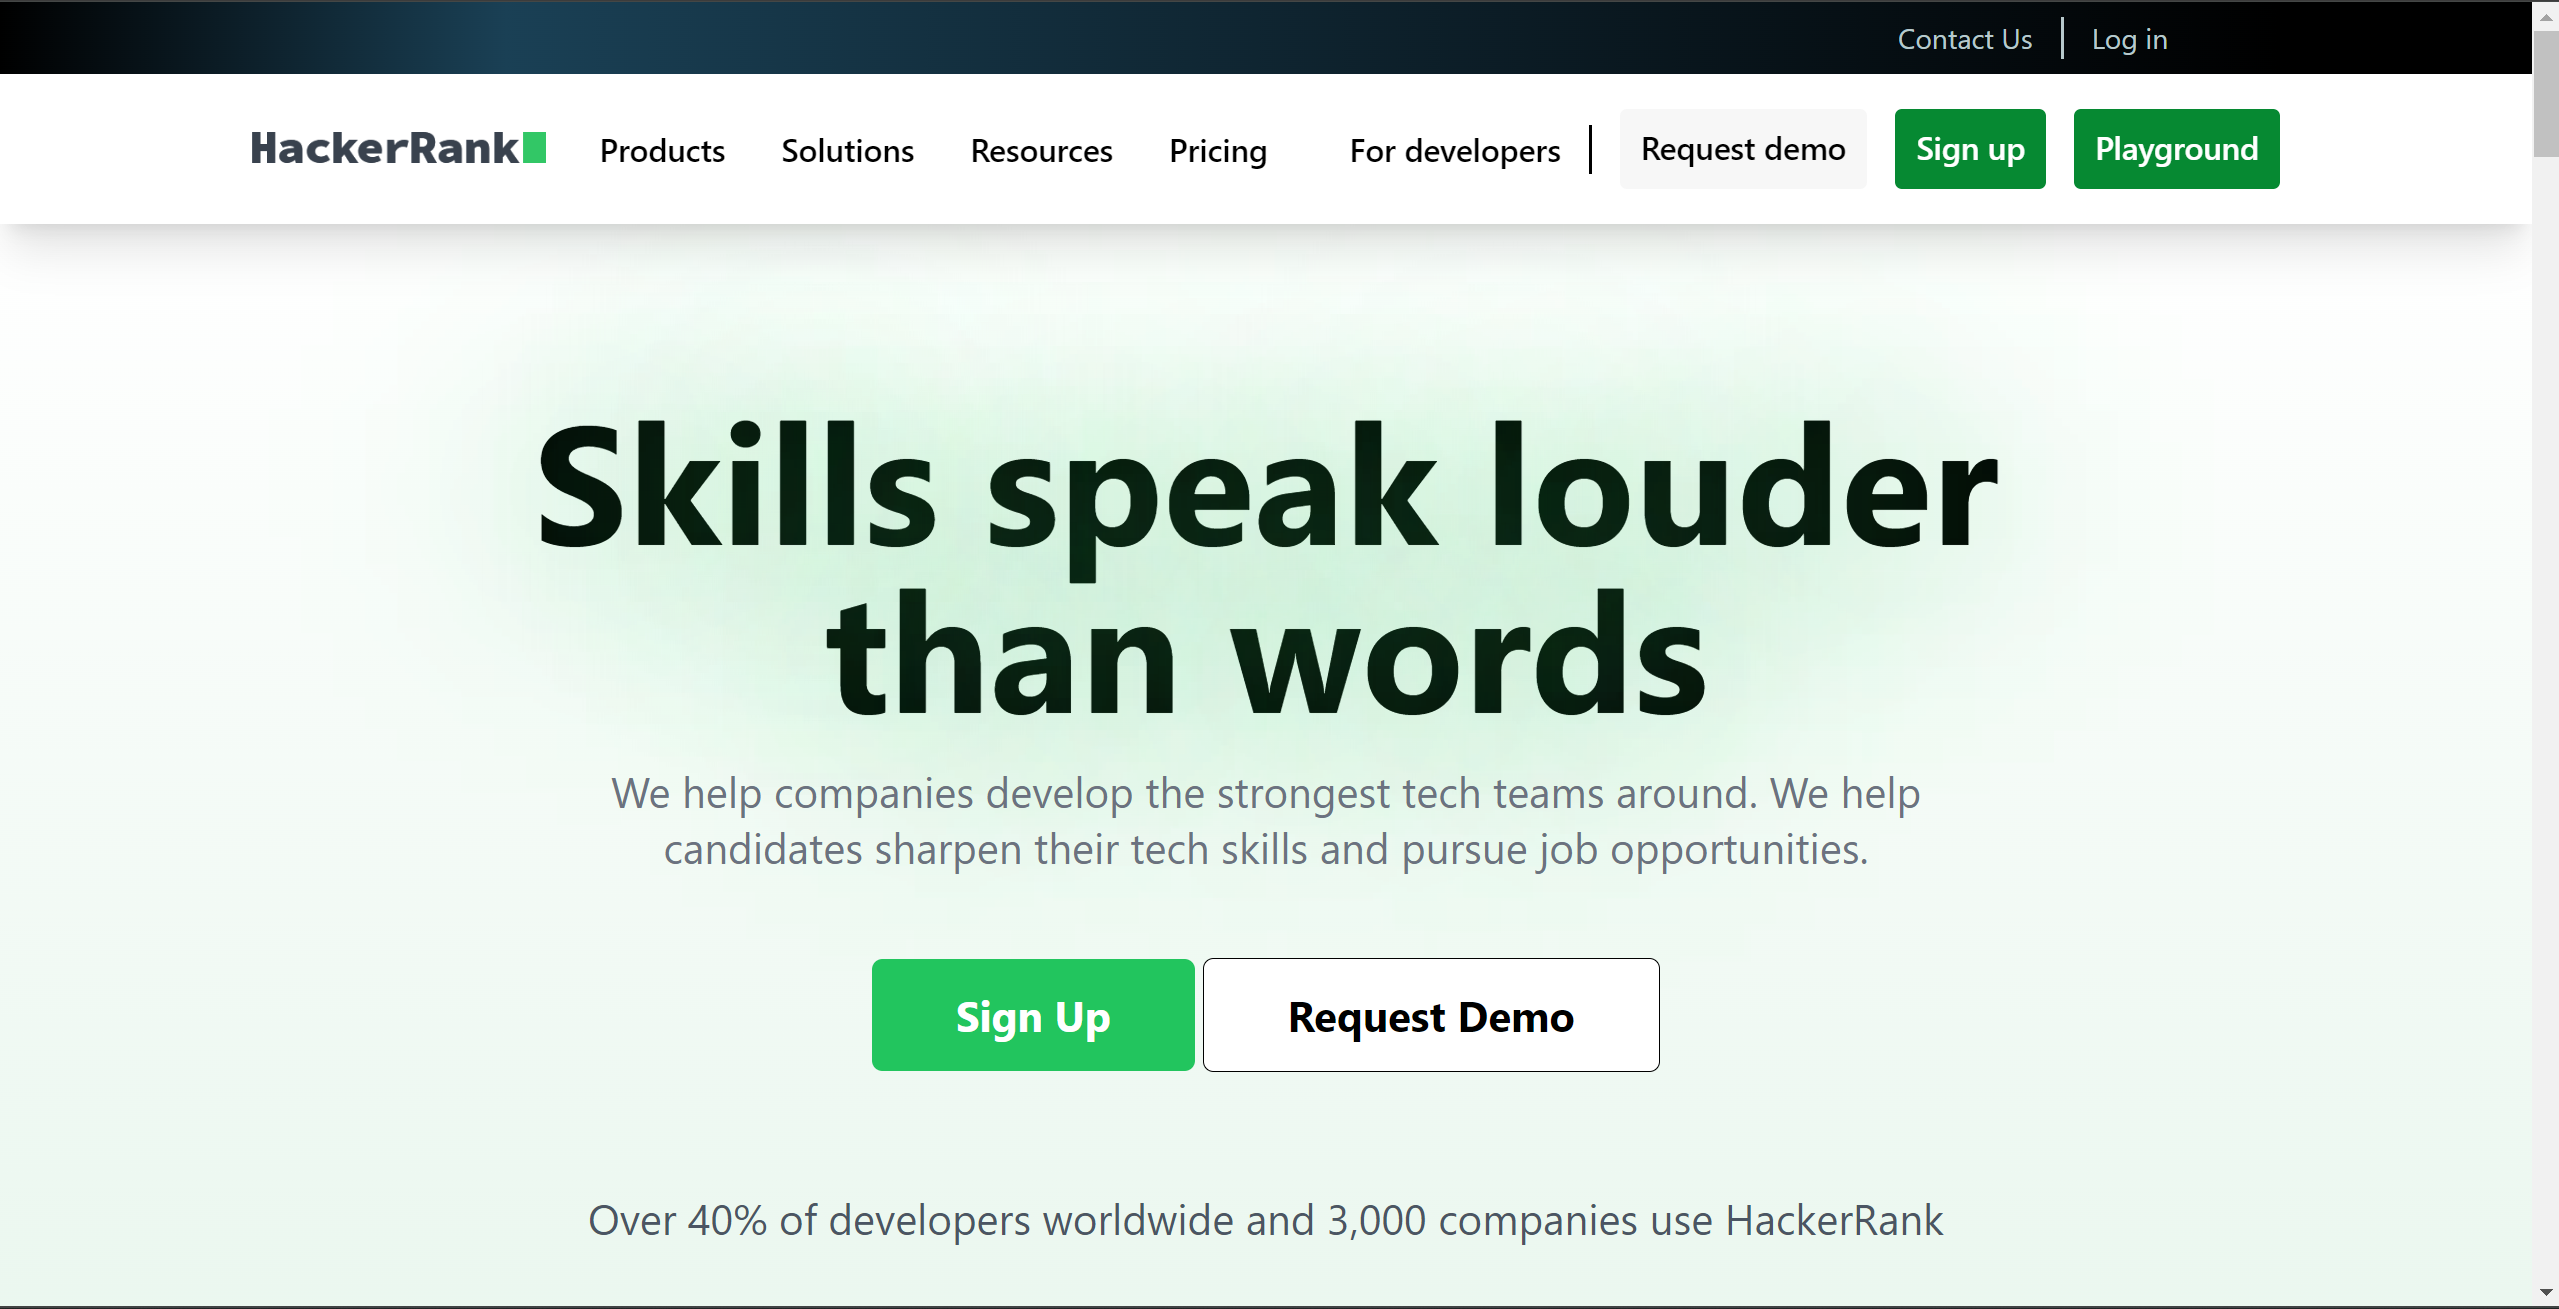 Contact Us Log in
HackerRank Products Solutions Resources Pricing For developers Request demo Sign up Playground
Skills speak louder
than words
We help companies develop the strongest tech teams around. We help
candidates sharpen their tech skills and pursue job opportunities.
Sign Up Request Demo
Over 40% of developers worldwide and 3,000 companies use HackerRank